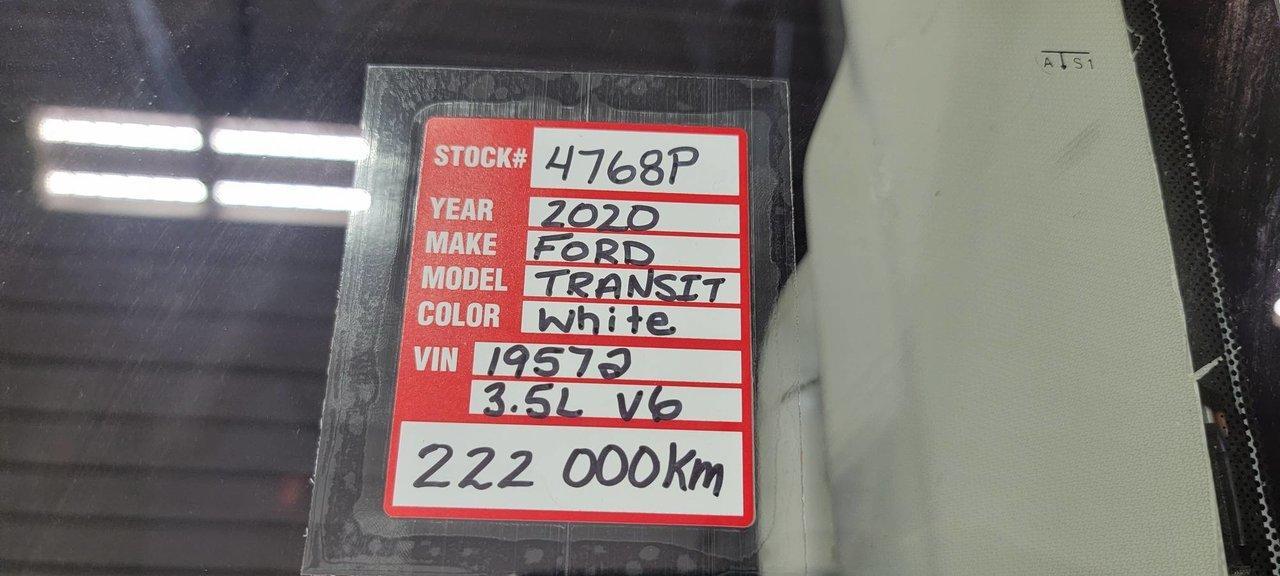 STOCK# 4768P
YEAR 2020
MAKE FORD
MODEL TRANSIT
COLOR White
VIN 19572
3.5L V6
222 000Km
A S1